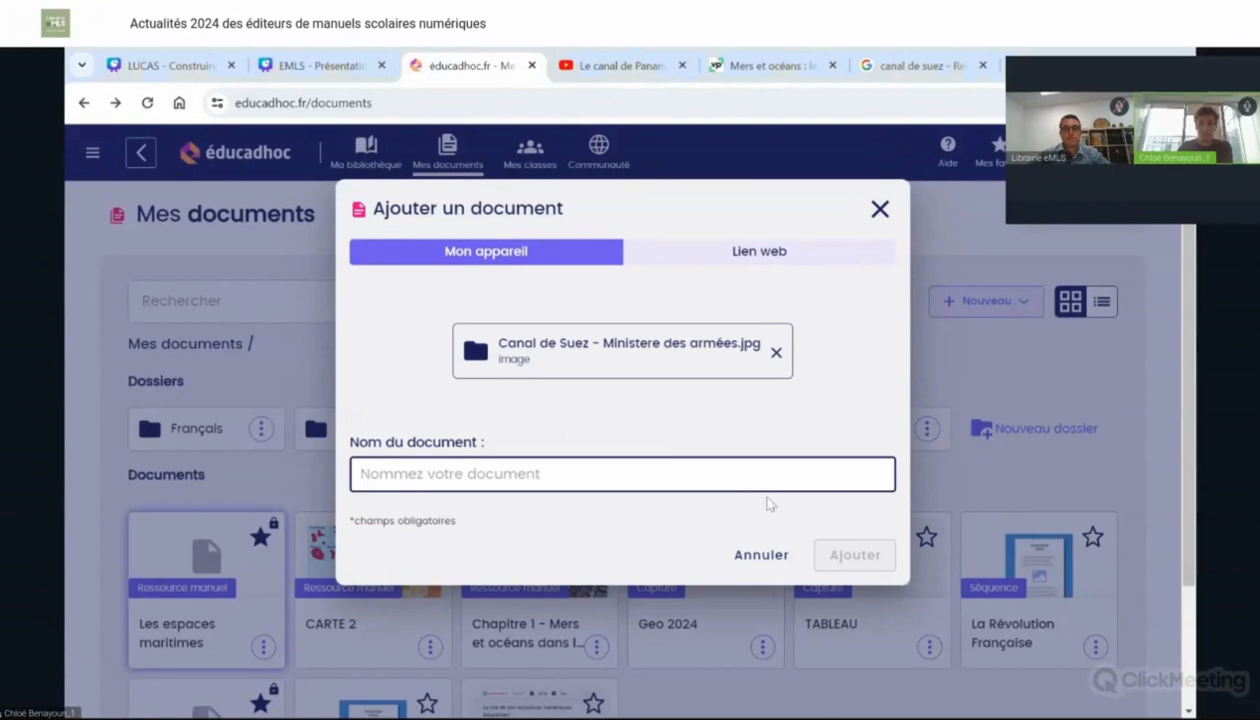 Actualités 2024 des éditeurs de manuels scolaires numériques
LUCAS - Construir
EMLS - Présentatic
éducadhoc.fr - Me
Le canal de Panam
Mers et océans : le
canal de suez - Re
educadhoc.fr/documents
éducadhoc
Ma bibliothèque
Mes documents
Mes classes
Communauté
Aide
Mes fa
Librairie eMLS
Chloé Benayoun_1
Mes documents
Ajouter un document
Mon appareil
Lien web
Rechercher
Nouveau
Canal de Suez - Ministere des armées.jpg
Image
Mes documents /
Dossiers
Français
Nouveau dossier
Nom du document :
Nommez votre document
Documents
*champs obligatoires
Annuler
Ajouter
Ressource manuel
Ressource manuel
Ressource manuel
Capture
Capture
Séquence
Les espaces
maritimes
CARTE 2
Chapitre 1 - Mers
et océans dans l...
Geo 2024
TABLEAU
La Révolution
Française
ClickMeeting
Chloé Benayoun_1